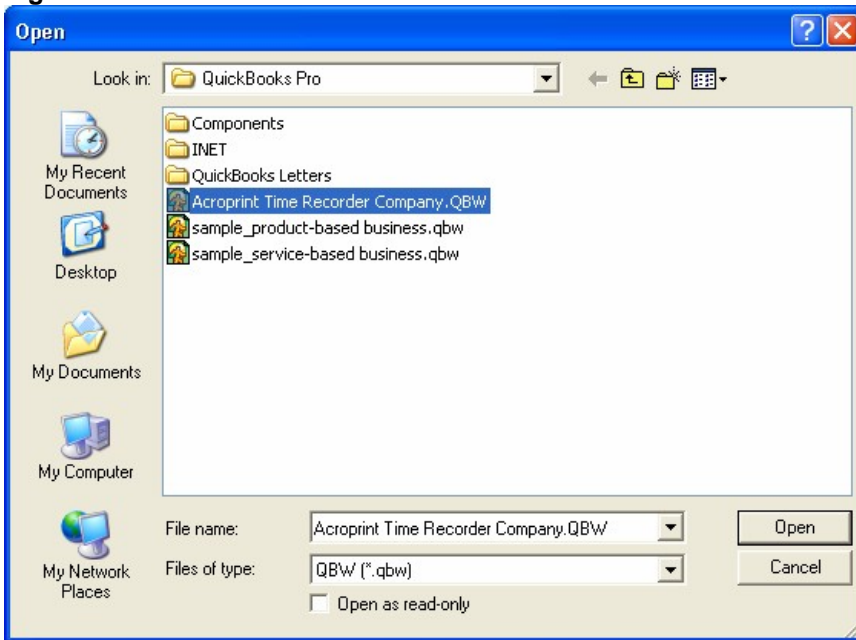 Open
Look in: QuickBooks Pro
My Recent
Documents
Desktop
My Documents
My Computer
My Network
Places
Components
INET
QuickBooks Letters
Acroprint Time Recorder Company.QBW
sample_product-based business.qbw
sample_service-based business.qbw
File name: Acroprint Time Recorder Company.QBW Open
Files of type: QBW (*.qbw) Cancel
Open as read-only